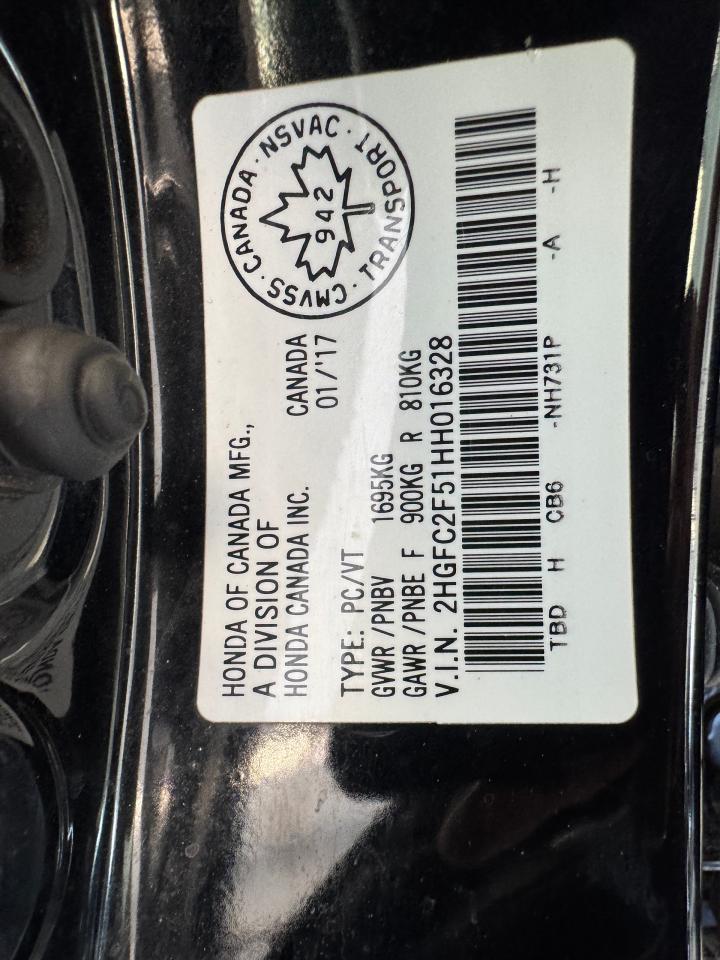 HONDA OF CANADA MFG.,
A DIVISION OF
HONDA CANADA INC. CANADA
01/'17
TYPE: PC/VT
GVWR /PNBV 1695KG
GAWR /PNBE F 900KG R 810KG
V.I.N. 2HGFC2F51HH016328
TBD H CB6 -NH731P -A -H
CANADA · NSVAC · TRANSPORT · CMVSS ·
942